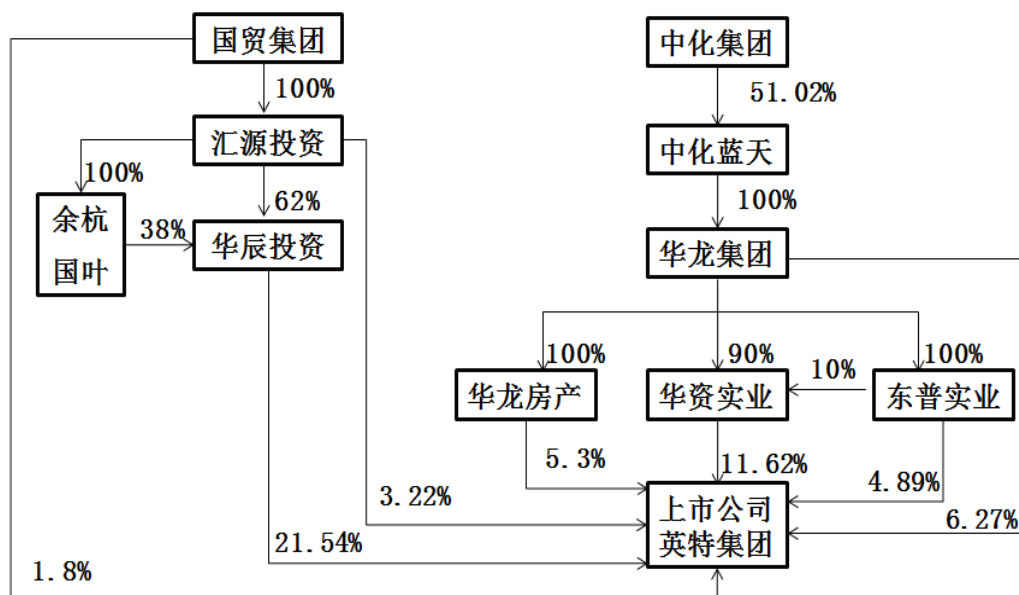 国贸集团
中化集团
100%
51.02%
汇源投资
中化蓝天
100%
62%
100%
余杭
国叶
38%
华辰投资
华龙集团
100%
90%
100%
华龙房产
华资实业
10%
东普实业
5.3%
11.62%
4.89%
3.22%
上市公司
英特集团
6.27%
21.54%
1.8%